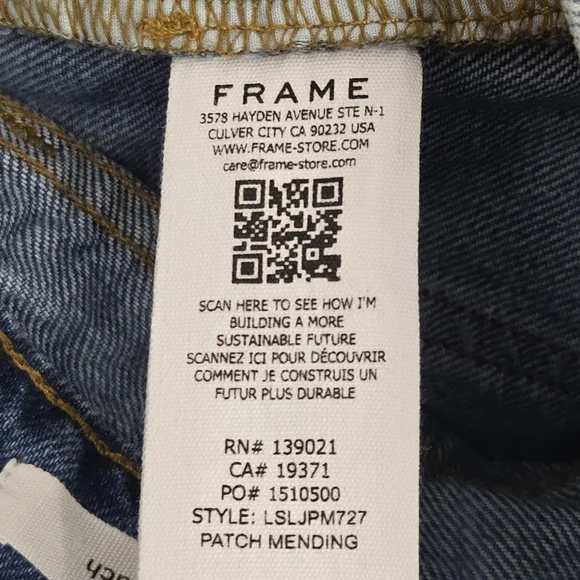 FRAME
3578 HAYDEN AVENUE STE N-1
CULVER CITY CA 90232 USA
WWW.FRAME-STORE.COM
care@frame-store.com
SCAN HERE TO SEE HOW I'M
BUILDING A MORE
SUSTAINABLE FUTURE
SCANNEZ ICI POUR DÉCOUVRIR
COMMENT JE CONSTRUIS UN
FUTUR PLUS DURABLE
RN# 139021
CA# 19371
PO# 1510500
STYLE: LSLJPM727
PATCH MENDING